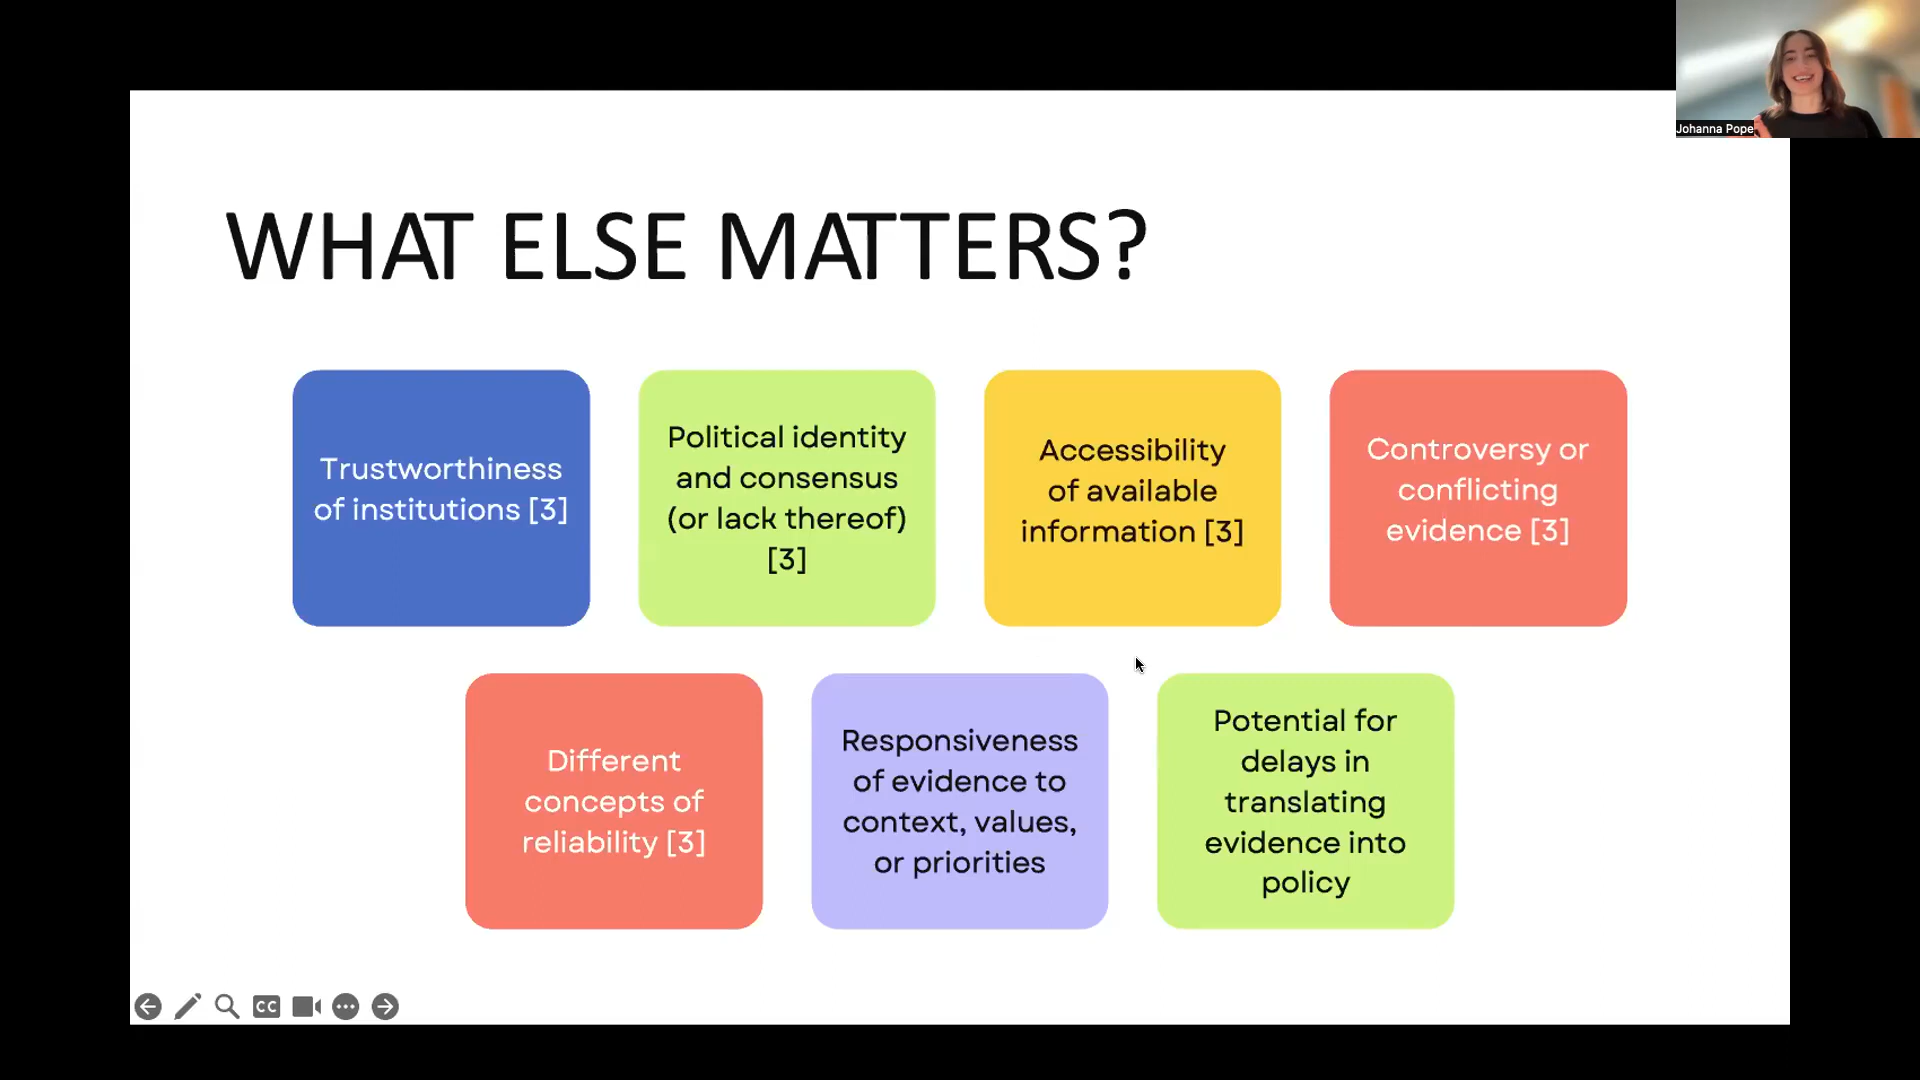 Johanna Pope
WHAT ELSE MATTERS?
Trustworthiness
of institutions [3]
Political identity
and consensus
(or lack thereof)
[3]
Accessibility
of available
information [3]
Controversy or
conflicting
evidence [3]
Different
concepts of
reliability [3]
Responsiveness
of evidence to
context, values,
or priorities
Potential for
delays in
translating
evidence into
policy
CC